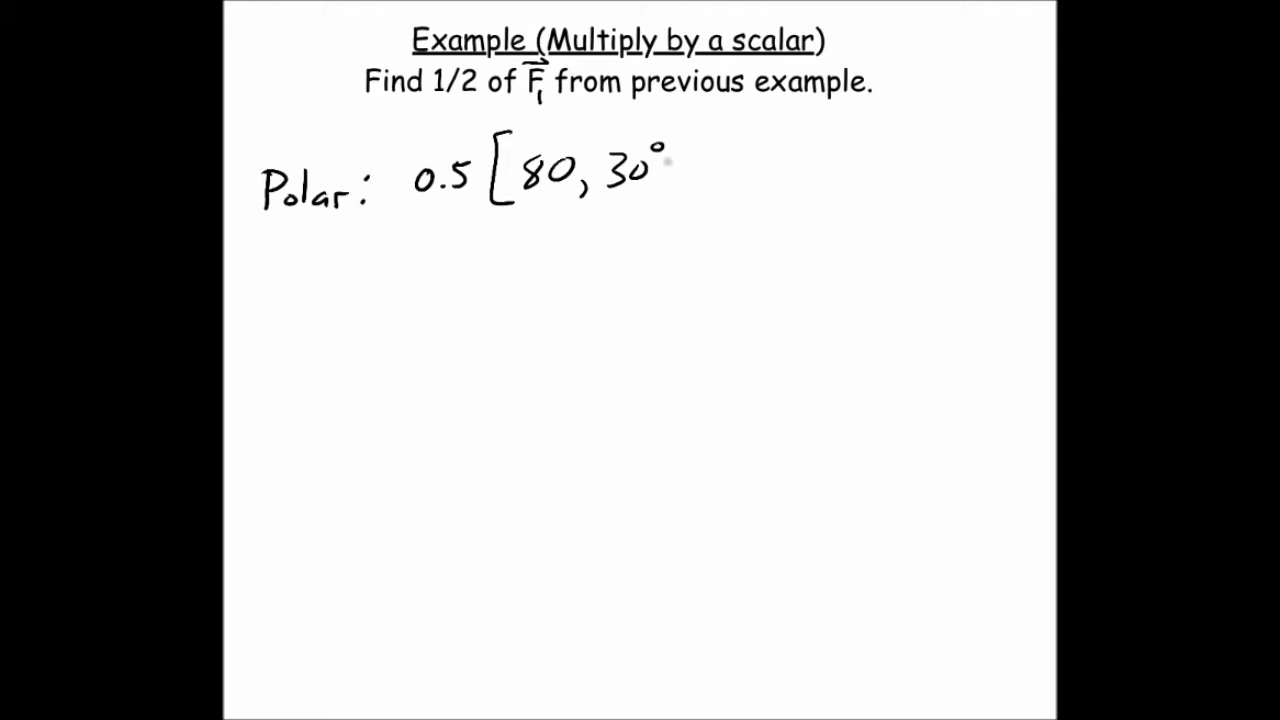 Example (Multiply by a scalar)
Find 1/2 of F⃗₁ from previous example.
Polar: 0.5 [80, 30°